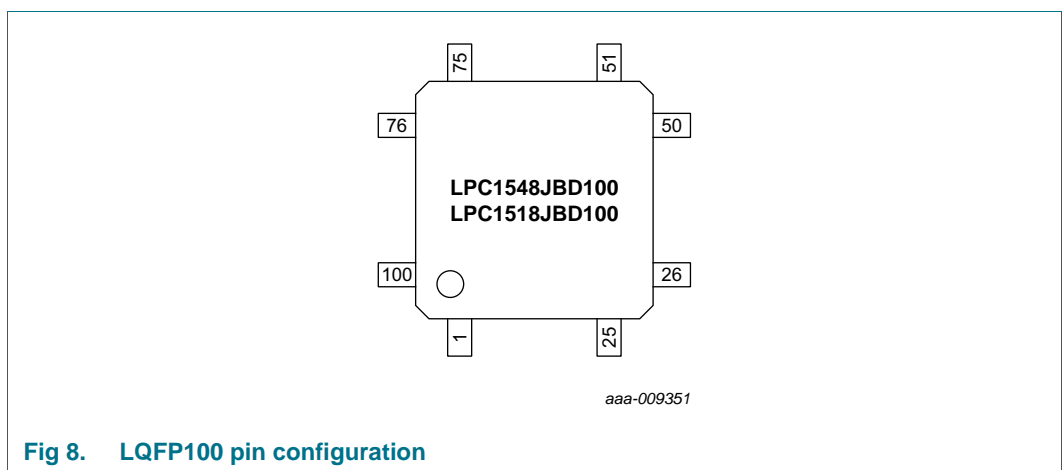 75 51
76 50
LPC1548JBD100
LPC1518JBD100
100 26
1 25
aaa-009351
Fig 8. LQFP100 pin configuration